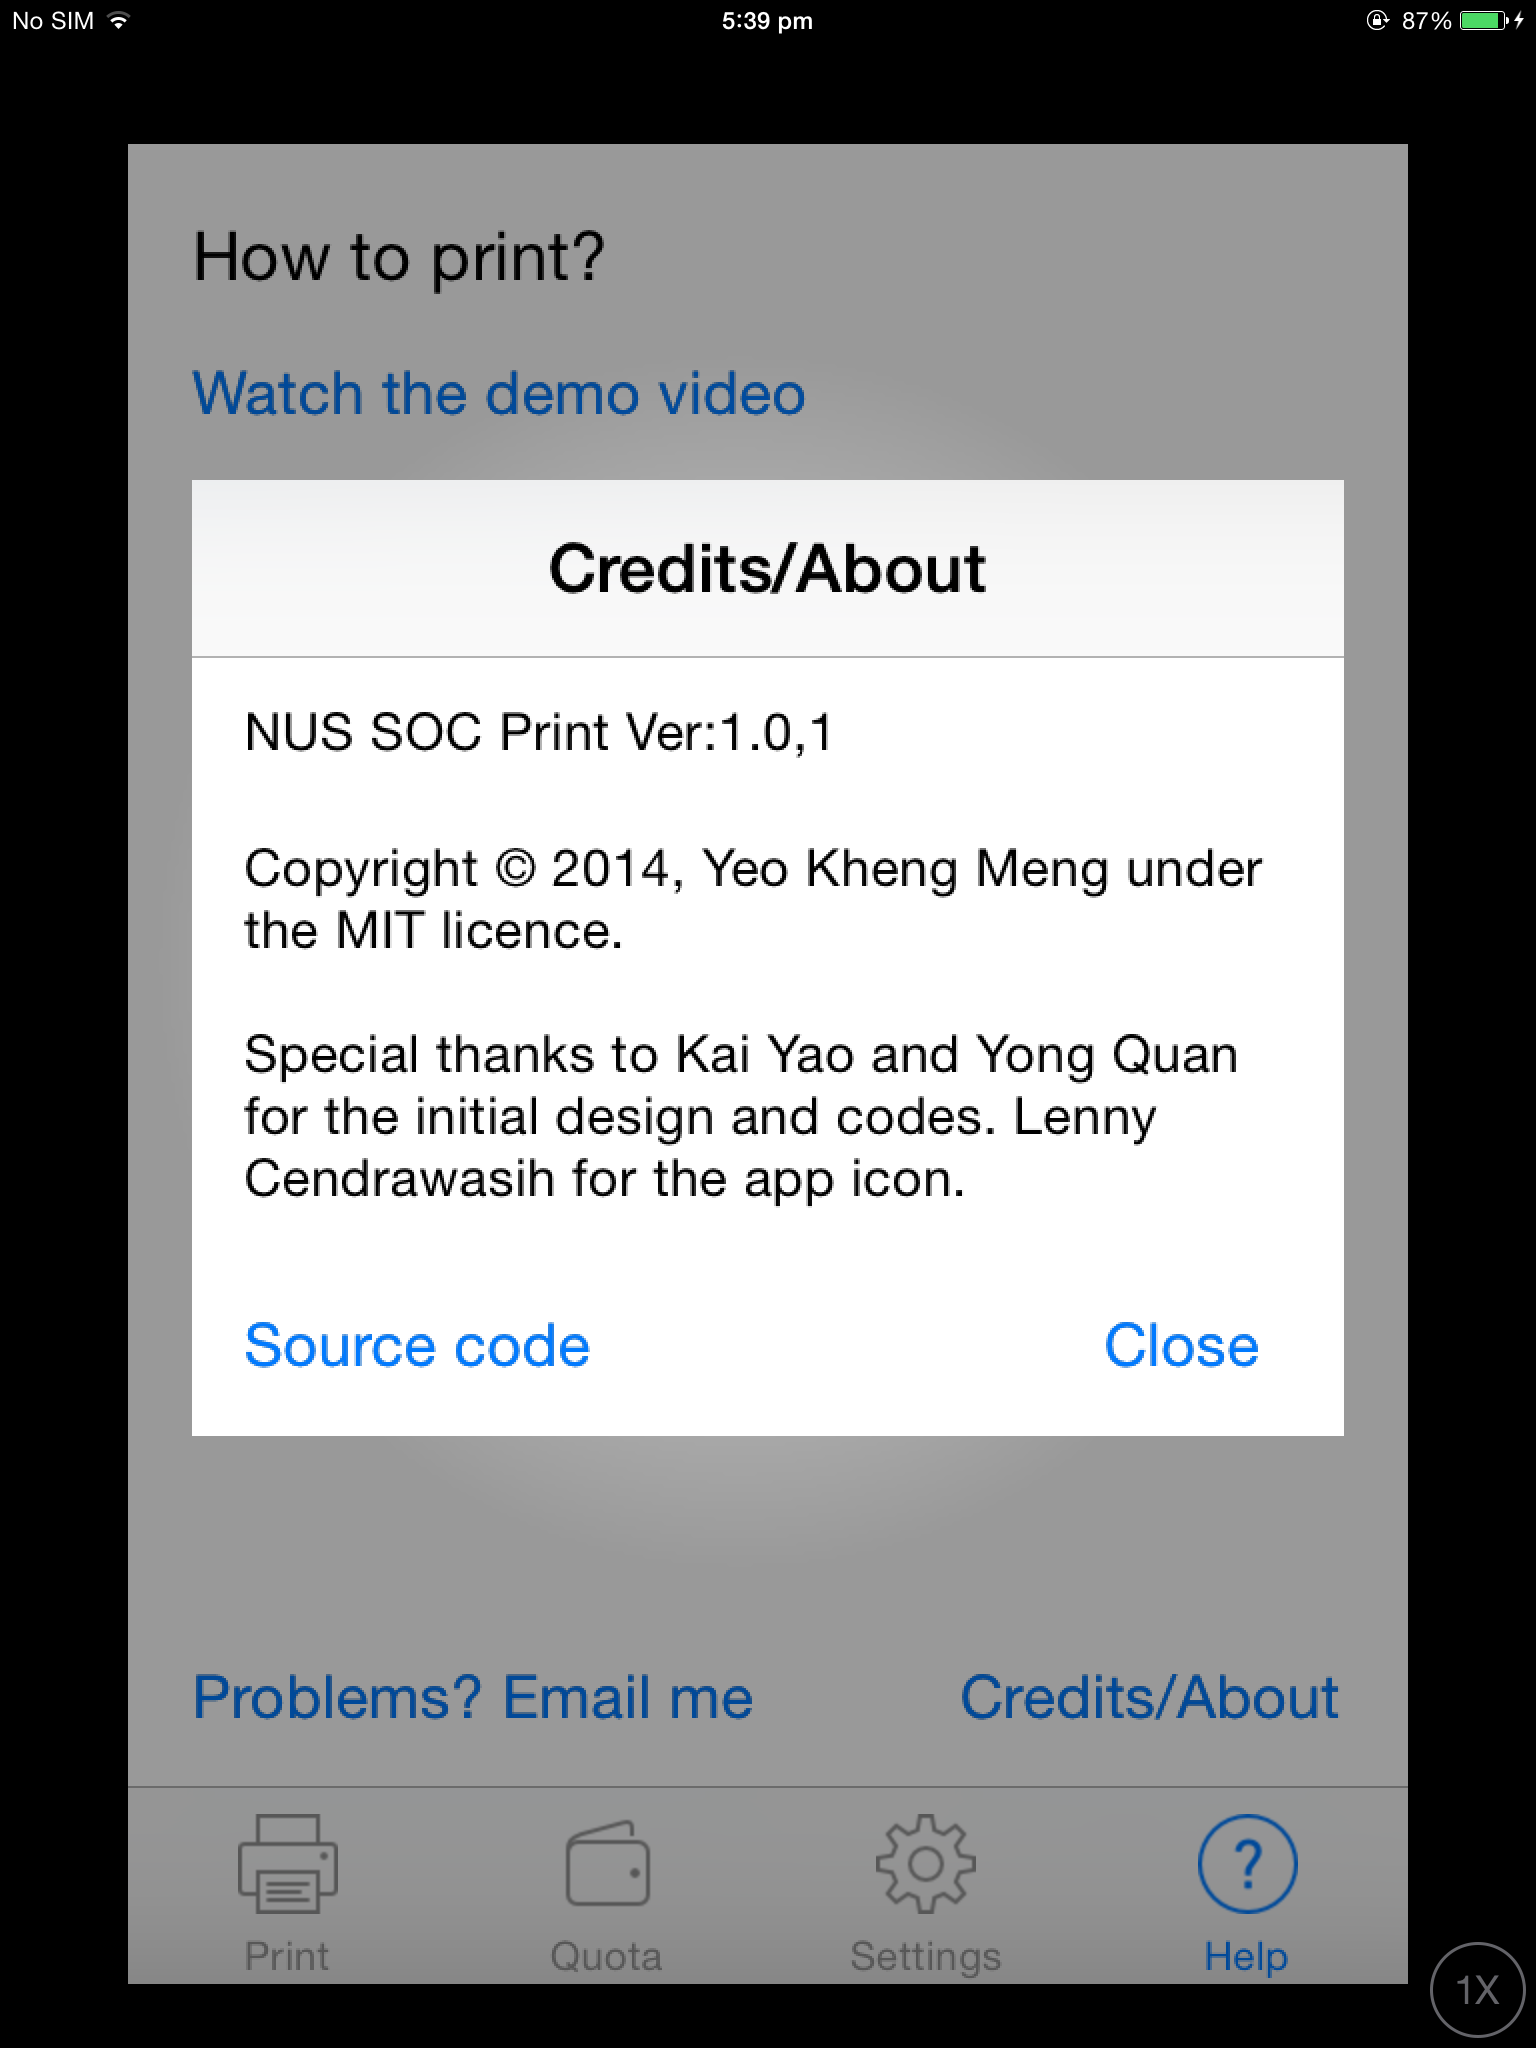 No SIM 5:39 pm 87%
How to print?
Watch the demo video
Credits/About
NUS SOC Print Ver:1.0,1
Copyright © 2014, Yeo Kheng Meng under
the MIT licence.
Special thanks to Kai Yao and Yong Quan
for the initial design and codes. Lenny
Cendrawasih for the app icon.
Source code Close
Problems? Email me Credits/About
?
Print Quota Settings Help
1X